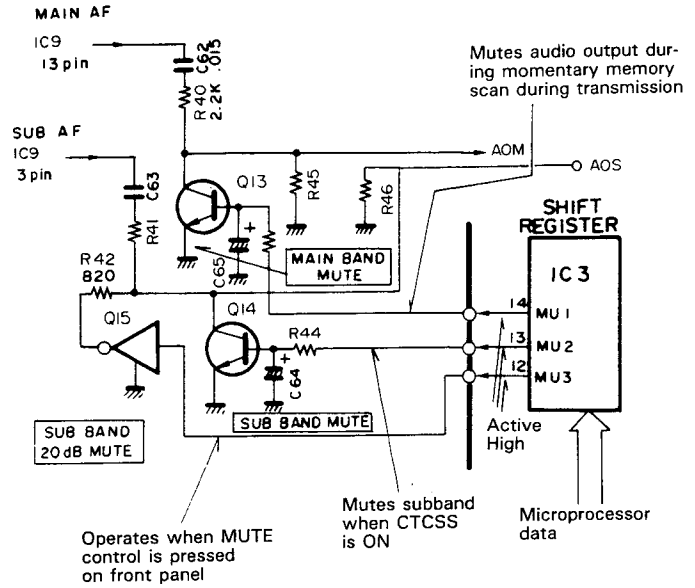 MAIN AF
IC9
13 pin
C62
.015
R40
2.2K
Mutes audio output dur-
ing momentary memory
scan during transmission
SUB AF
IC9
3 pin
C63
AOM
AOS
Q13
R45
R46
R41
+
SHIFT
REGISTER
IC3
MAIN BAND
MUTE
R42
820
C65
Q14
14
MU1
Q15
R44
13
MU2
+
C64
12
MU3
SUB BAND
20dB MUTE
SUB BAND MUTE
Active
High
Mutes subband
when CTCSS
is ON
Microprocessor
data
Operates when MUTE
control is pressed
on front panel